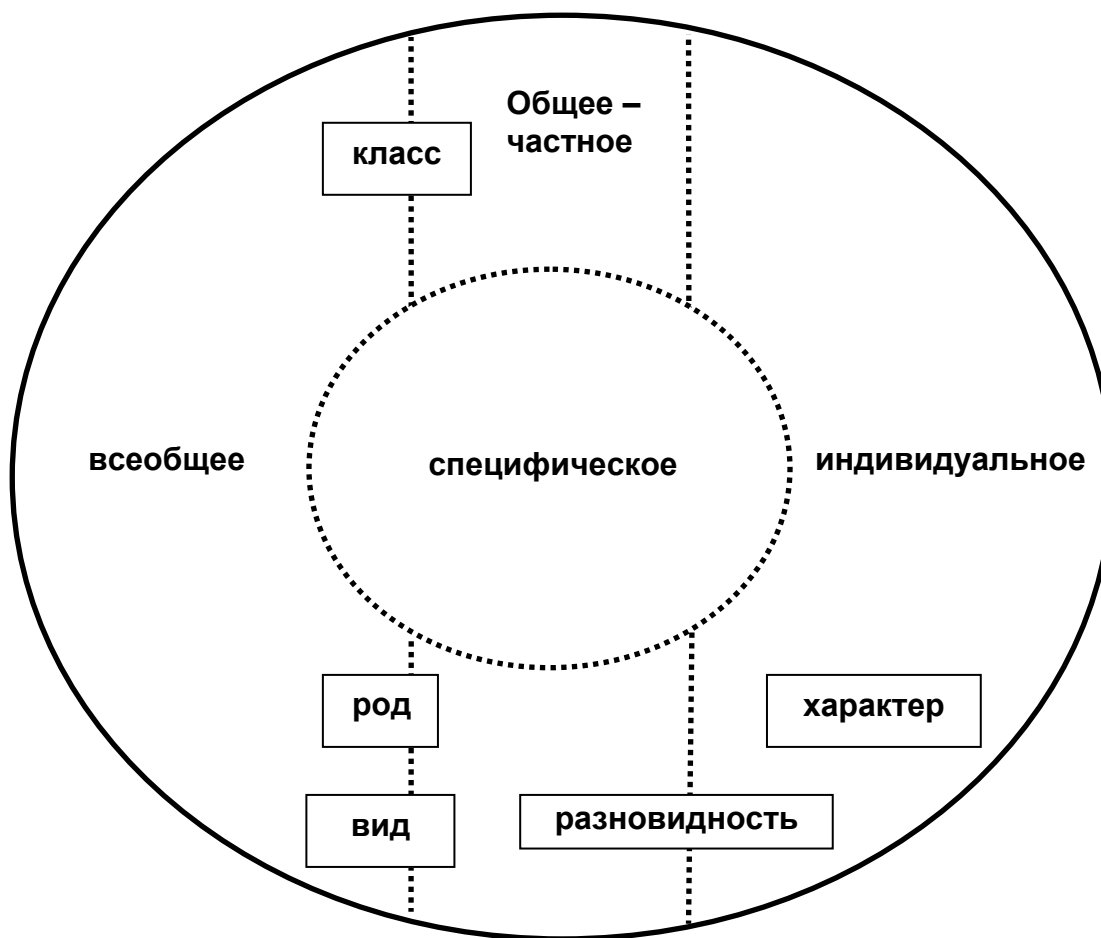 Общее –
частное
класс
всеобщее
специфическое
индивидуальное
род
характер
вид
разновидность